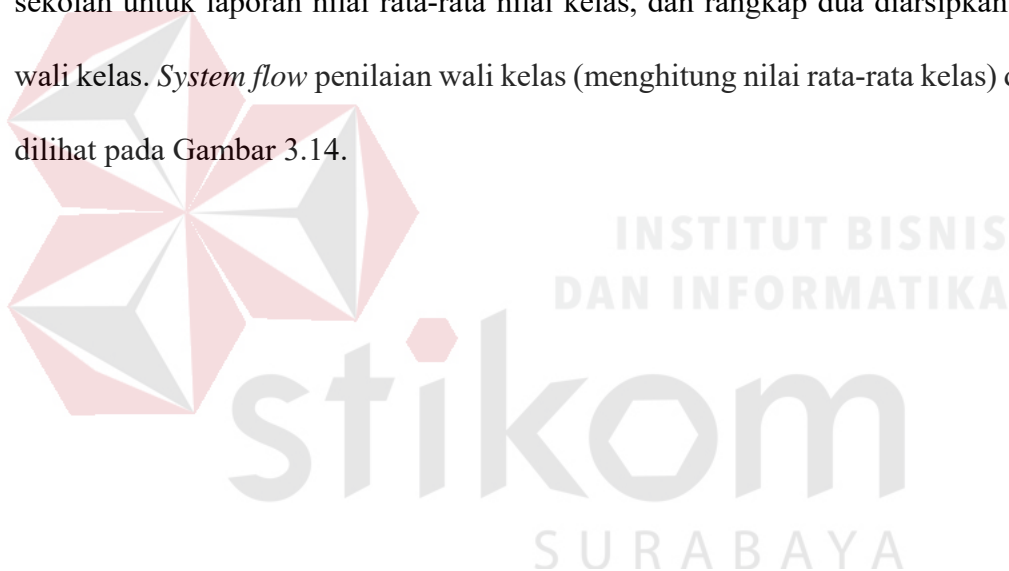 sekolah untuk laporan nilai rata-rata nilai kelas, dan rangkap dua diarsipkan
wali kelas. System flow penilaian wali kelas (menghitung nilai rata-rata kelas)
dilihat pada Gambar 3.14.
INSTITUT BISNIS
DAN INFORMATIKA
stikom
SURABAYA